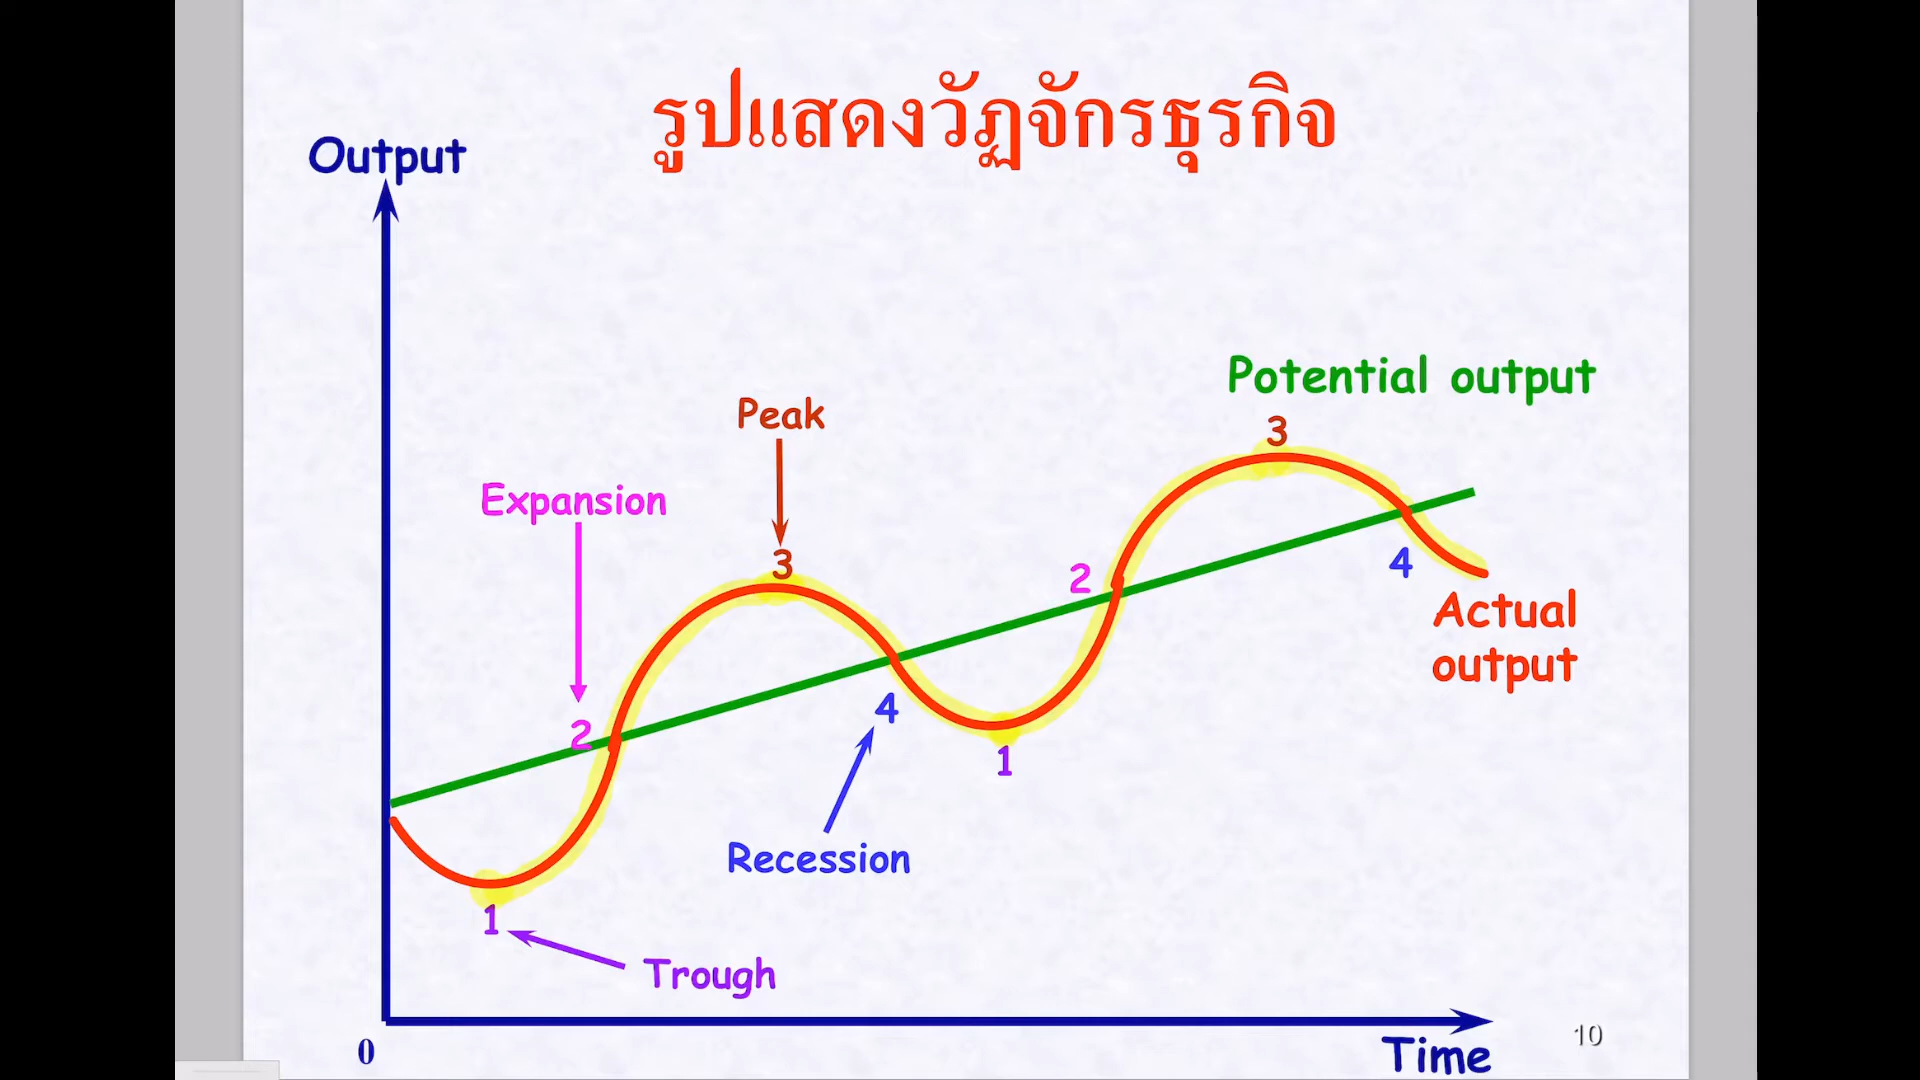 รูปแสดงวัฏจักรธุรกิจ
Output
Potential output
Peak
3
Expansion
3
2
4
Actual
output
2
4
1
Recession
1
Trough
0
Time
10